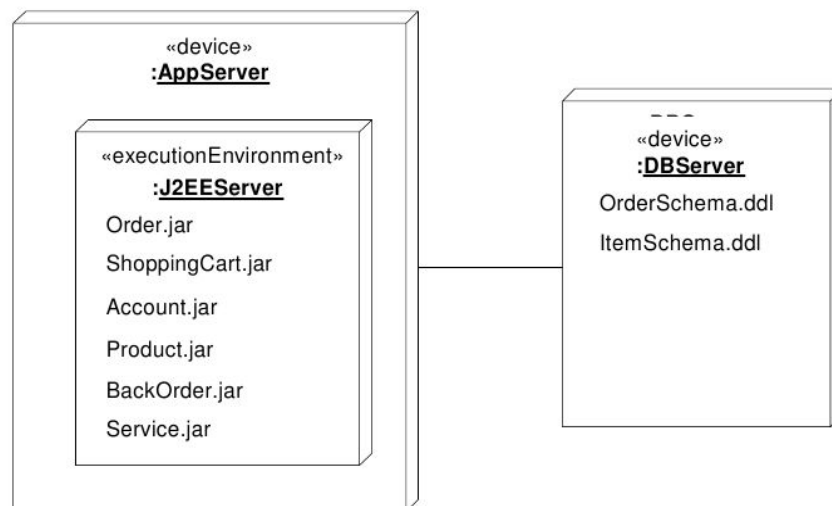 «device»
:AppServer
«executionEnvironment»
:J2EEServer
Order.jar
ShoppingCart.jar
Account.jar
Product.jar
BackOrder.jar
Service.jar
«device»
:DBServer
OrderSchema.ddl
ItemSchema.ddl